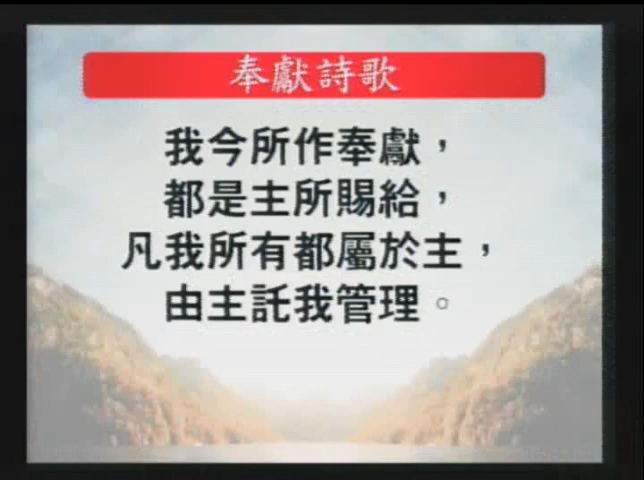 奉獻詩歌
我今所作奉獻，
都是主所賜給，
凡我所有都屬於主，
由主託我管理。